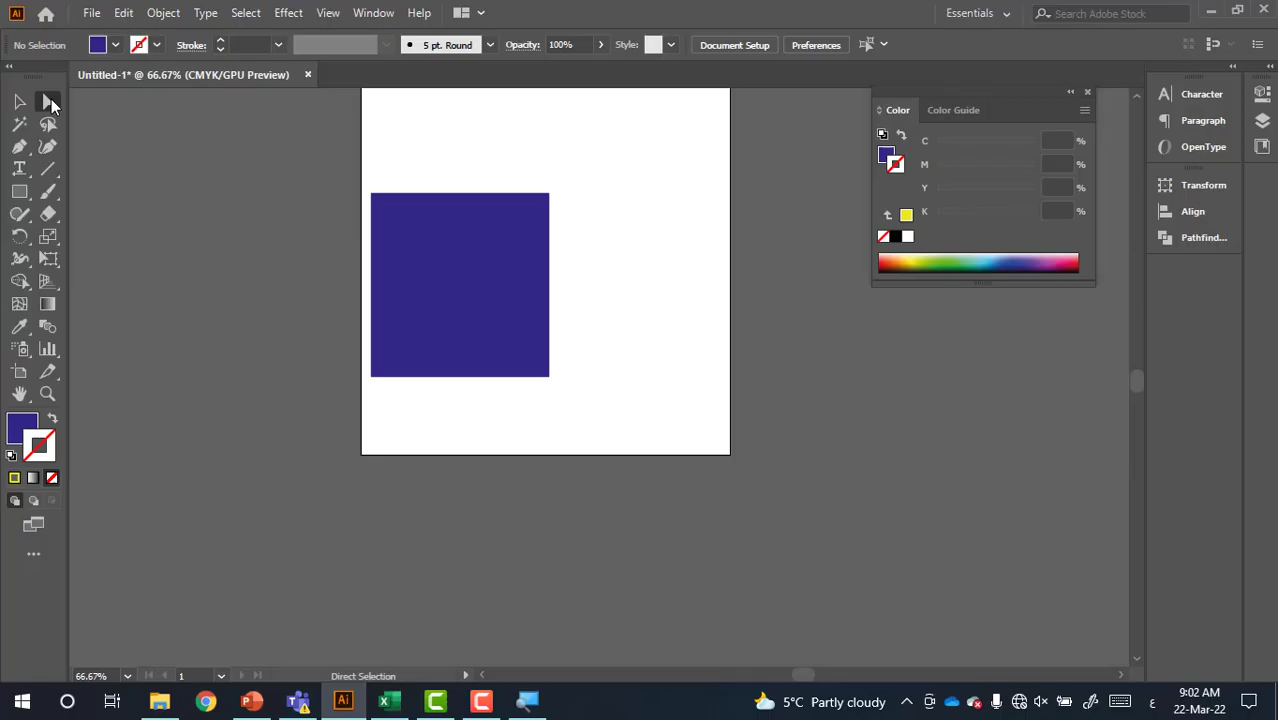 Ai File Edit Object Type Select Effect View Window Help Essentials Search Adobe Stock
No Selection Stroke: 5 pt. Round Opacity: 100% Style: Document Setup Preferences
Untitled-1* @ 66.67% (CMYK/GPU Preview)
Color Color Guide
C %
M %
Y %
K %
Character
Paragraph
OpenType
Transform
Align
Pathfin...
66.67% 1 Direct Selection
5°C Partly cloudy ع 9:02 AM
22-Mar-22